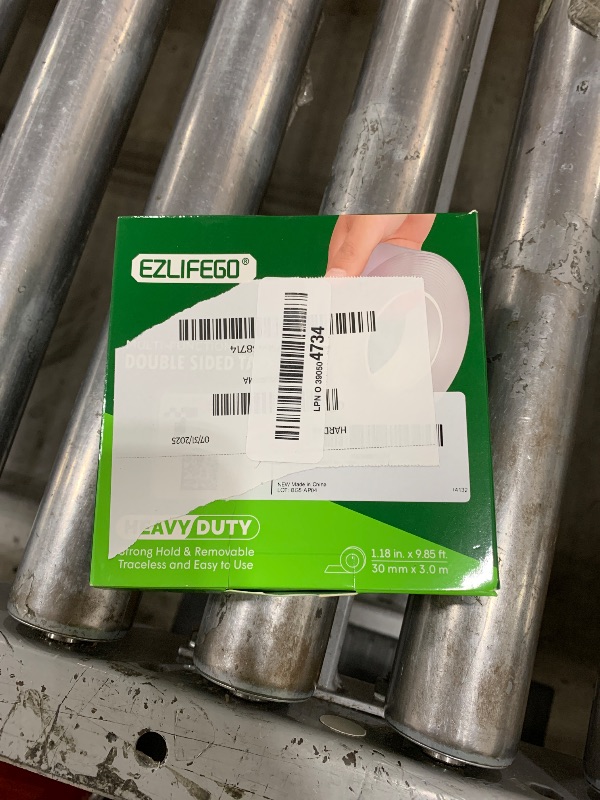 EZLIFEGO®
DOUBLE SIDED
8714
LPN O 39050 4734
07/31/2025
HARD
NEW Made in China
HEAVY DUTY
Strong Hold & Removable
Traceless and Easy to Use
1.18 in. x 9.85 ft
30 mm x 3.0 m